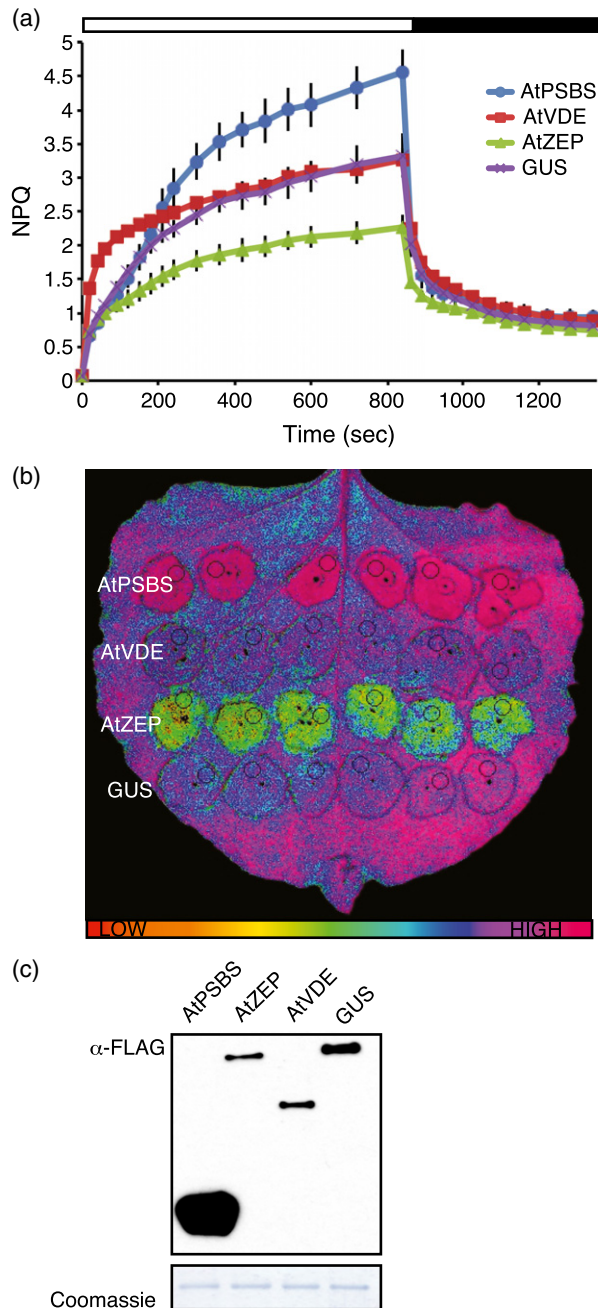 (a)
5
4.5
4
3.5
3
2.5
2
1.5
1
0.5
0
NPQ
AtPSBS
AtVDE
AtZEP
GUS
0 200 400 600 800 1000 1200
Time (sec)
(b)
AtPSBS
AtVDE
AtZEP
GUS
LOW HIGH
(c)
AtPSBS AtZEP AtVDE GUS
α-FLAG
Coomassie